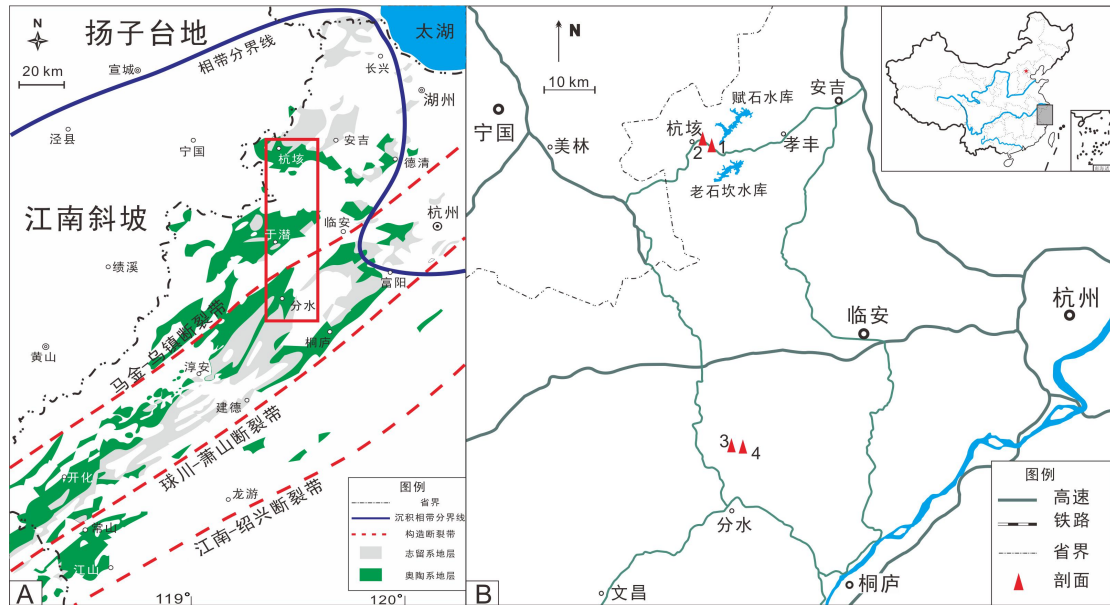 N
扬子台地
太湖
20 km
宣城
相带分界线
长兴
湖州
泾县
宁国
杭垓
安吉
德清
江南斜坡
杭州
于潜
临安
绩溪
富阳
分水
马金-乌镇断裂带
桐庐
黄山
淳安
建德
球川-萧山断裂带
开化
龙游
江南-绍兴断裂带
常山
江山
图例
省界
沉积相带分界线
构造断裂带
志留系地层
奥陶系地层
A
119°
120°
N
10 km
宁国
美林
杭垓
2
1
赋石水库
安吉
孝丰
老石坎水库
临安
杭州
3
4
分水
文昌
桐庐
图例
高速
铁路
省界
剖面
B